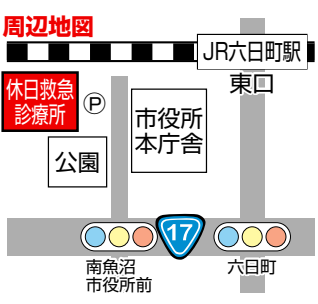 周辺地図
JR六日町駅
東口
休日救急
診療所
P
市役所
本庁舎
公園
17
南魚沼
市役所前
六日町